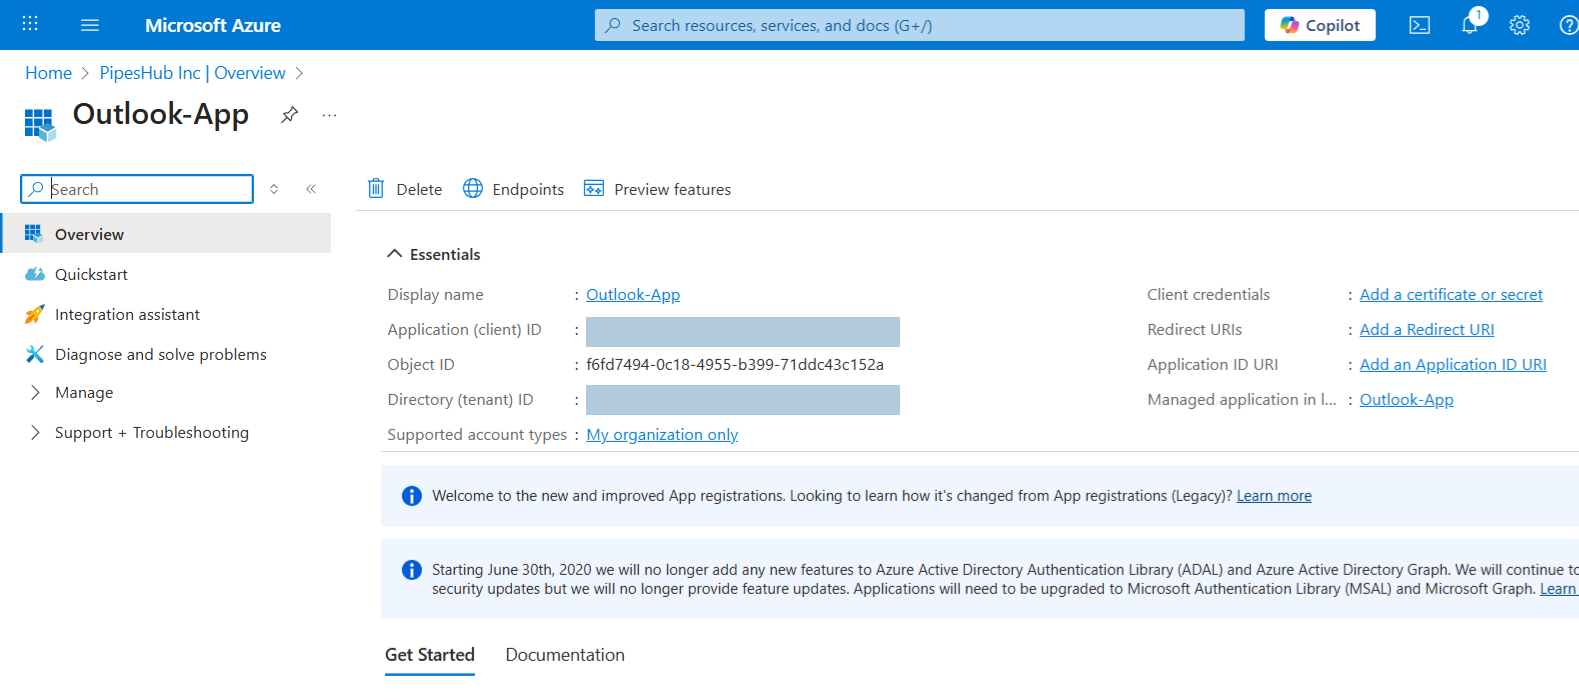 Microsoft Azure
Search resources, services, and docs (G+/)
Copilot
1
Home > PipesHub Inc | Overview >
Outlook-App
...
Search
Overview
Quickstart
Integration assistant
Diagnose and solve problems
Manage
Support + Troubleshooting
Delete
Endpoints
Preview features
Essentials
Display name : Outlook-App
Application (client) ID :
Object ID : f6fd7494-0c18-4955-b399-71ddc43c152a
Directory (tenant) ID :
Supported account types : My organization only
Client credentials : Add a certificate or secret
Redirect URIs : Add a Redirect URI
Application ID URI : Add an Application ID URI
Managed application in l... : Outlook-App
Welcome to the new and improved App registrations. Looking to learn how it's changed from App registrations (Legacy)? Learn more
Starting June 30th, 2020 we will no longer add any new features to Azure Active Directory Authentication Library (ADAL) and Azure Active Directory Graph. We will continue to
security updates but we will no longer provide feature updates. Applications will need to be upgraded to Microsoft Authentication Library (MSAL) and Microsoft Graph. Learn
Get Started
Documentation